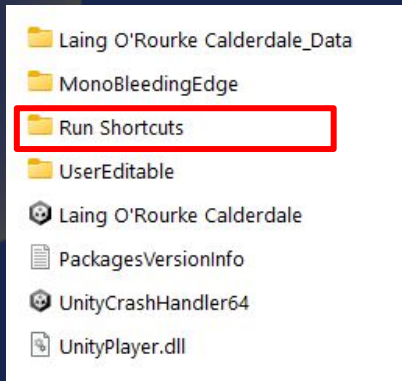 Laing O'Rourke Calderdale_Data
MonoBleedingEdge
Run Shortcuts
UserEditable
Laing O'Rourke Calderdale
PackagesVersionInfo
UnityCrashHandler64
UnityPlayer.dll